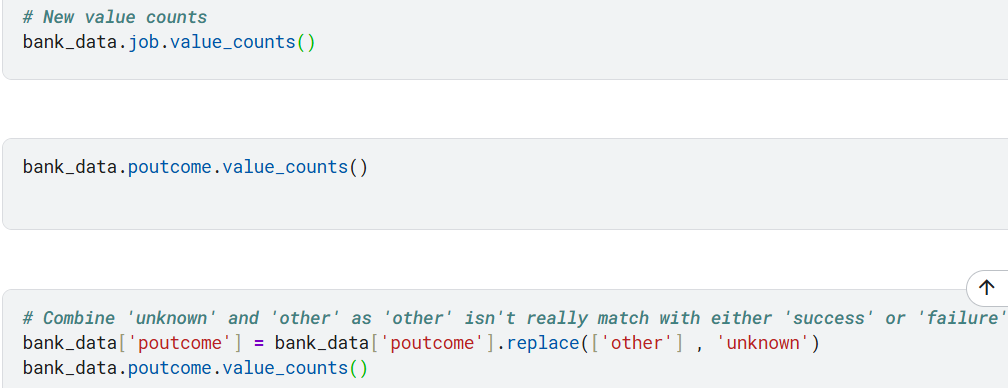 # New value counts
bank_data.job.value_counts()
bank_data.poutcome.value_counts()
# Combine 'unknown' and 'other' as 'other' isn't really match with either 'success' or 'failure'
bank_data['poutcome'] = bank_data['poutcome'].replace(['other'] , 'unknown')
bank_data.poutcome.value_counts()